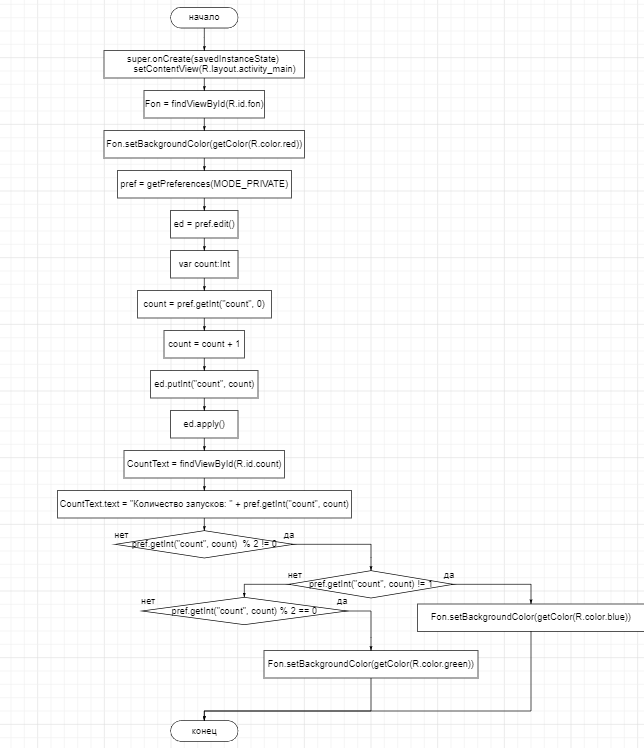 начало
super.onCreate(savedInstanceState)
setContentView(R.layout.activity_main)
Fon = findViewById(R.id.fon)
Fon.setBackgroundColor(getColor(R.color.red))
pref = getPreferences(MODE_PRIVATE)
ed = pref.edit()
var count:Int
count = pref.getInt("count", 0)
count = count + 1
ed.putInt("count", count)
ed.apply()
CountText = findViewById(R.id.count)
CountText.text = "Количество запусков: " + pref.getInt("count", count)
нет
да
pref.getInt("count", count) % 2 != 0
нет
да
pref.getInt("count", count) != 1
нет
да
pref.getInt("count", count) % 2 == 0
Fon.setBackgroundColor(getColor(R.color.blue))
Fon.setBackgroundColor(getColor(R.color.green))
конец